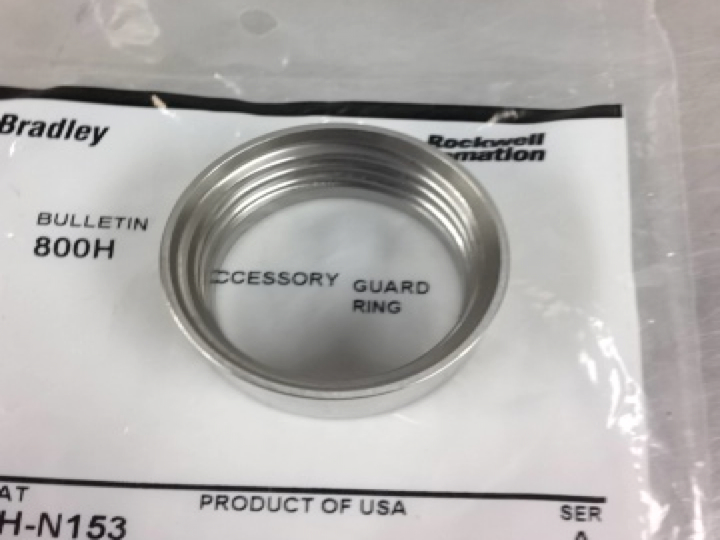 Bradley
Rockwell
mation
BULLETIN
800H
CCESSORY GUARD
RING
AT
PRODUCT OF USA
SER
H-N153
A